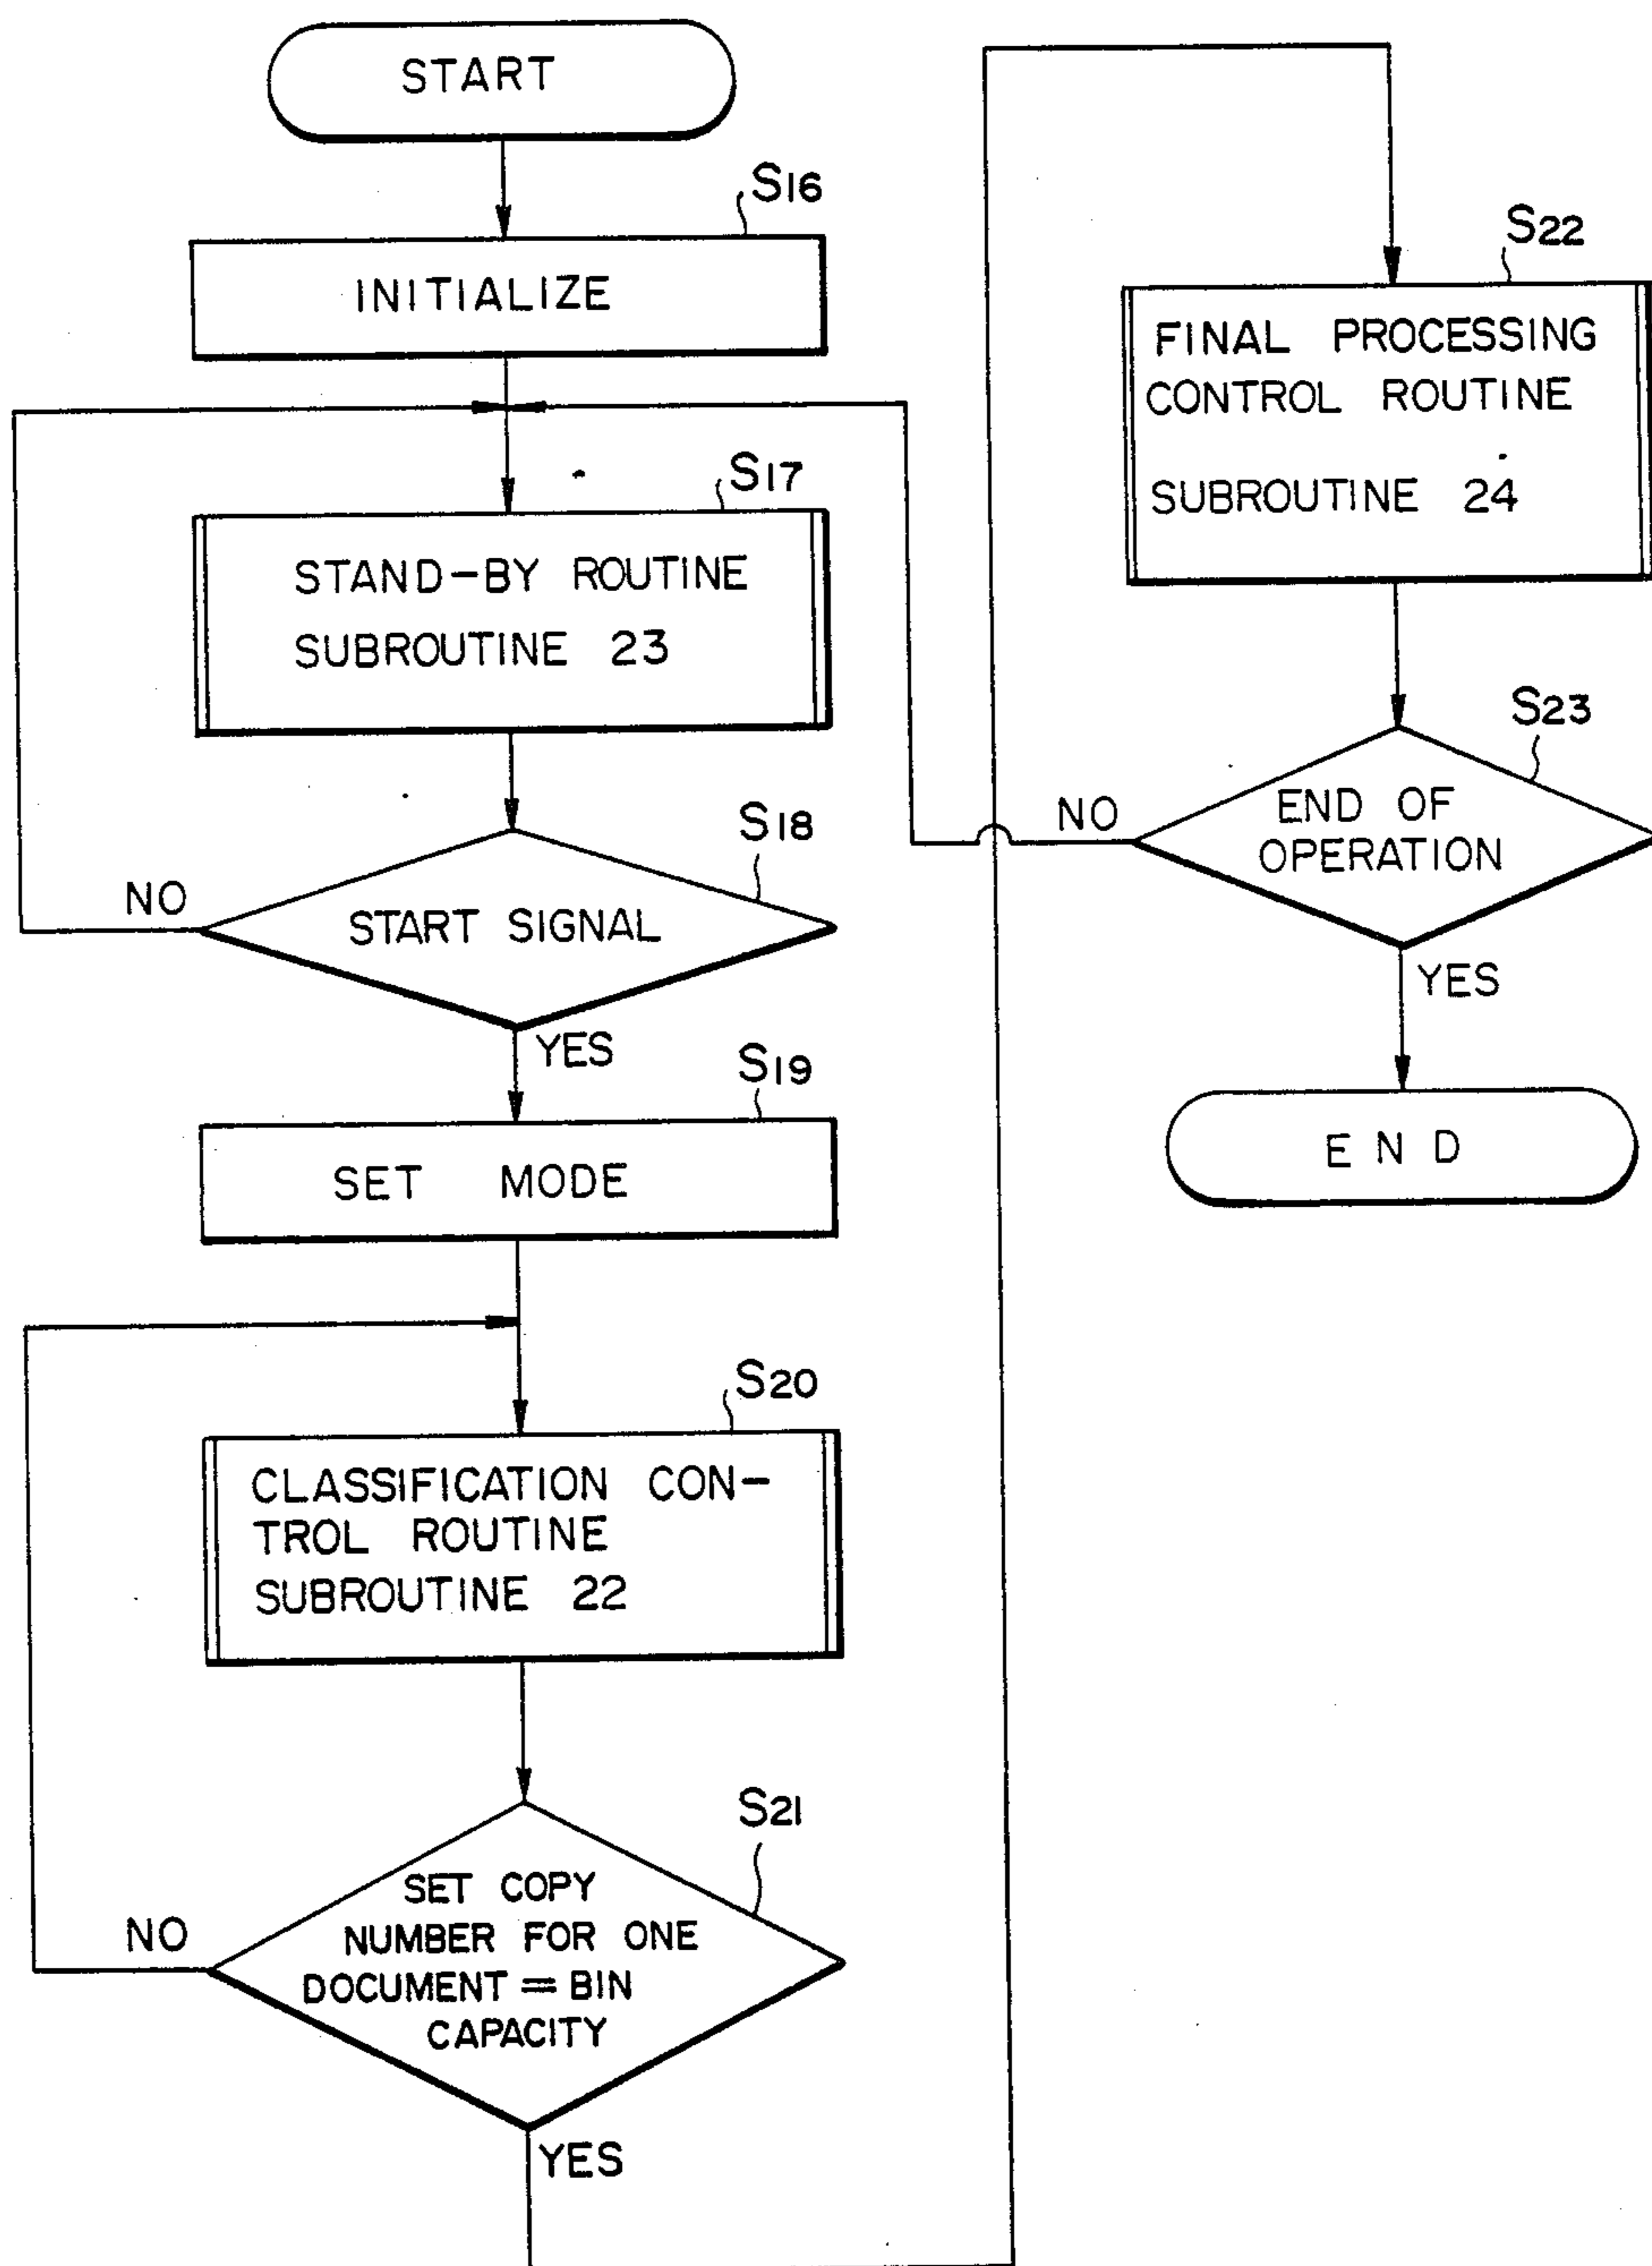 START
S16
INITIALIZE
S17
STAND-BY ROUTINE
SUBROUTINE 23
S18
START SIGNAL
NO
YES
S19
SET MODE
S20
CLASSIFICATION CON-
TROL ROUTINE
SUBROUTINE 22
S21
SET COPY
NUMBER FOR ONE
DOCUMENT = BIN
CAPACITY
NO
YES
S22
FINAL PROCESSING
CONTROL ROUTINE
SUBROUTINE 24
S23
END OF
OPERATION
NO
YES
END